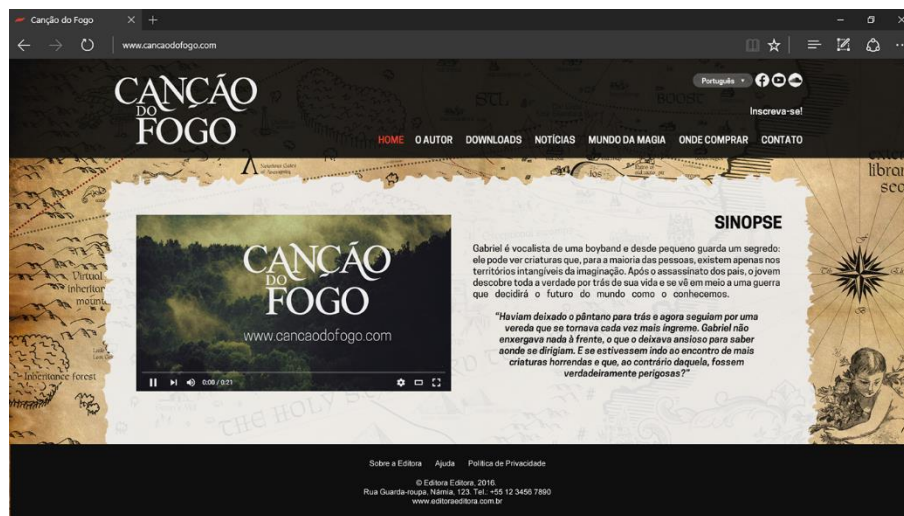 Canção do Fogo
www.cancaodofogo.com
CANÇÃO
DO
FOGO
Português
Inscreva-se!
HOME O AUTOR DOWNLOADS NOTÍCIAS MUNDO DA MAGIA ONDE COMPRAR CONTATO
Virtual
Inheritance forest
THE HOLY
CANÇÃO
DO
FOGO
www.cancaodofogo.com
0:00 / 0:21
SINOPSE
Gabriel é vocalista de uma boyband e desde pequeno guarda um segredo:
ele pode ver criaturas que, para a maioria das pessoas, existem apenas nos
territórios intangíveis da imaginação. Após o assassinato dos pais, o jovem
descobre toda a verdade por trás de sua vida e se vê em meio a uma guerra
que decidirá o futuro do mundo como o conhecemos.
"Haviam deixado o pântano para trás e agora seguiam por uma
vereda que se tornava cada vez mais íngreme. Gabriel não
enxergava nada à frente, o que o deixava ansioso para saber
aonde se dirigiam. E se estivessem indo ao encontro de mais
criaturas horrendas e que, ao contrário daquela, fossem
verdadeiramente perigosas?"
Sobre a Editora Ajuda Política de Privacidade
© Editora Editora, 2016.
Rua Guarda-roupa, Nárnia, 123. Tel.: +55 12 3456 7890
www.editoraeditora.com.br